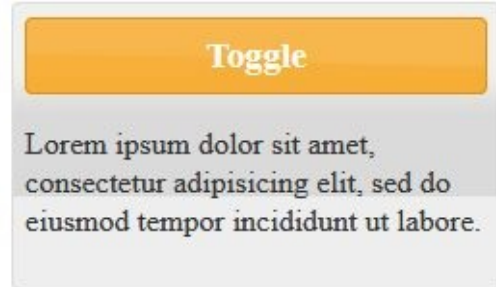 Toggle
Lorem ipsum dolor sit amet,
consectetur adipisicing elit, sed do
eiusmod tempor incididunt ut labore.